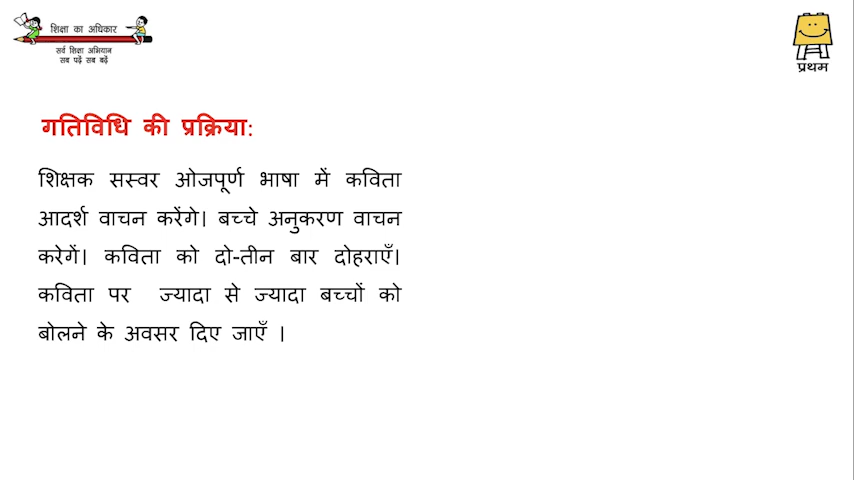 शिक्षा का अधिकार
सर्व शिक्षा अभियान
सब पढ़ें सब बढ़ें
प्रथम
गतिविधि की प्रक्रिया:
शिक्षक सस्वर ओजपूर्ण भाषा में कविता
आदर्श वाचन करेंगे। बच्चे अनुकरण वाचन
करेगें। कविता को दो-तीन बार दोहराएँ।
कविता पर ज्यादा से ज्यादा बच्चों को
बोलने के अवसर दिए जाएँ ।